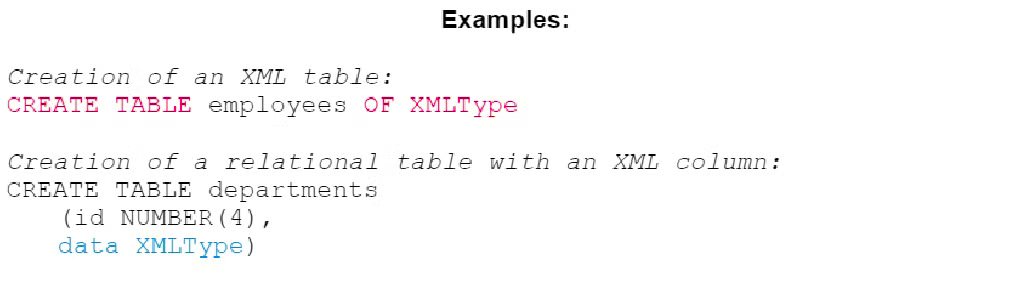 Examples:
Creation of an XML table:
CREATE TABLE employees OF XMLType
Creation of a relational table with an XML column:
CREATE TABLE departments
(id NUMBER(4),
data XMLType)